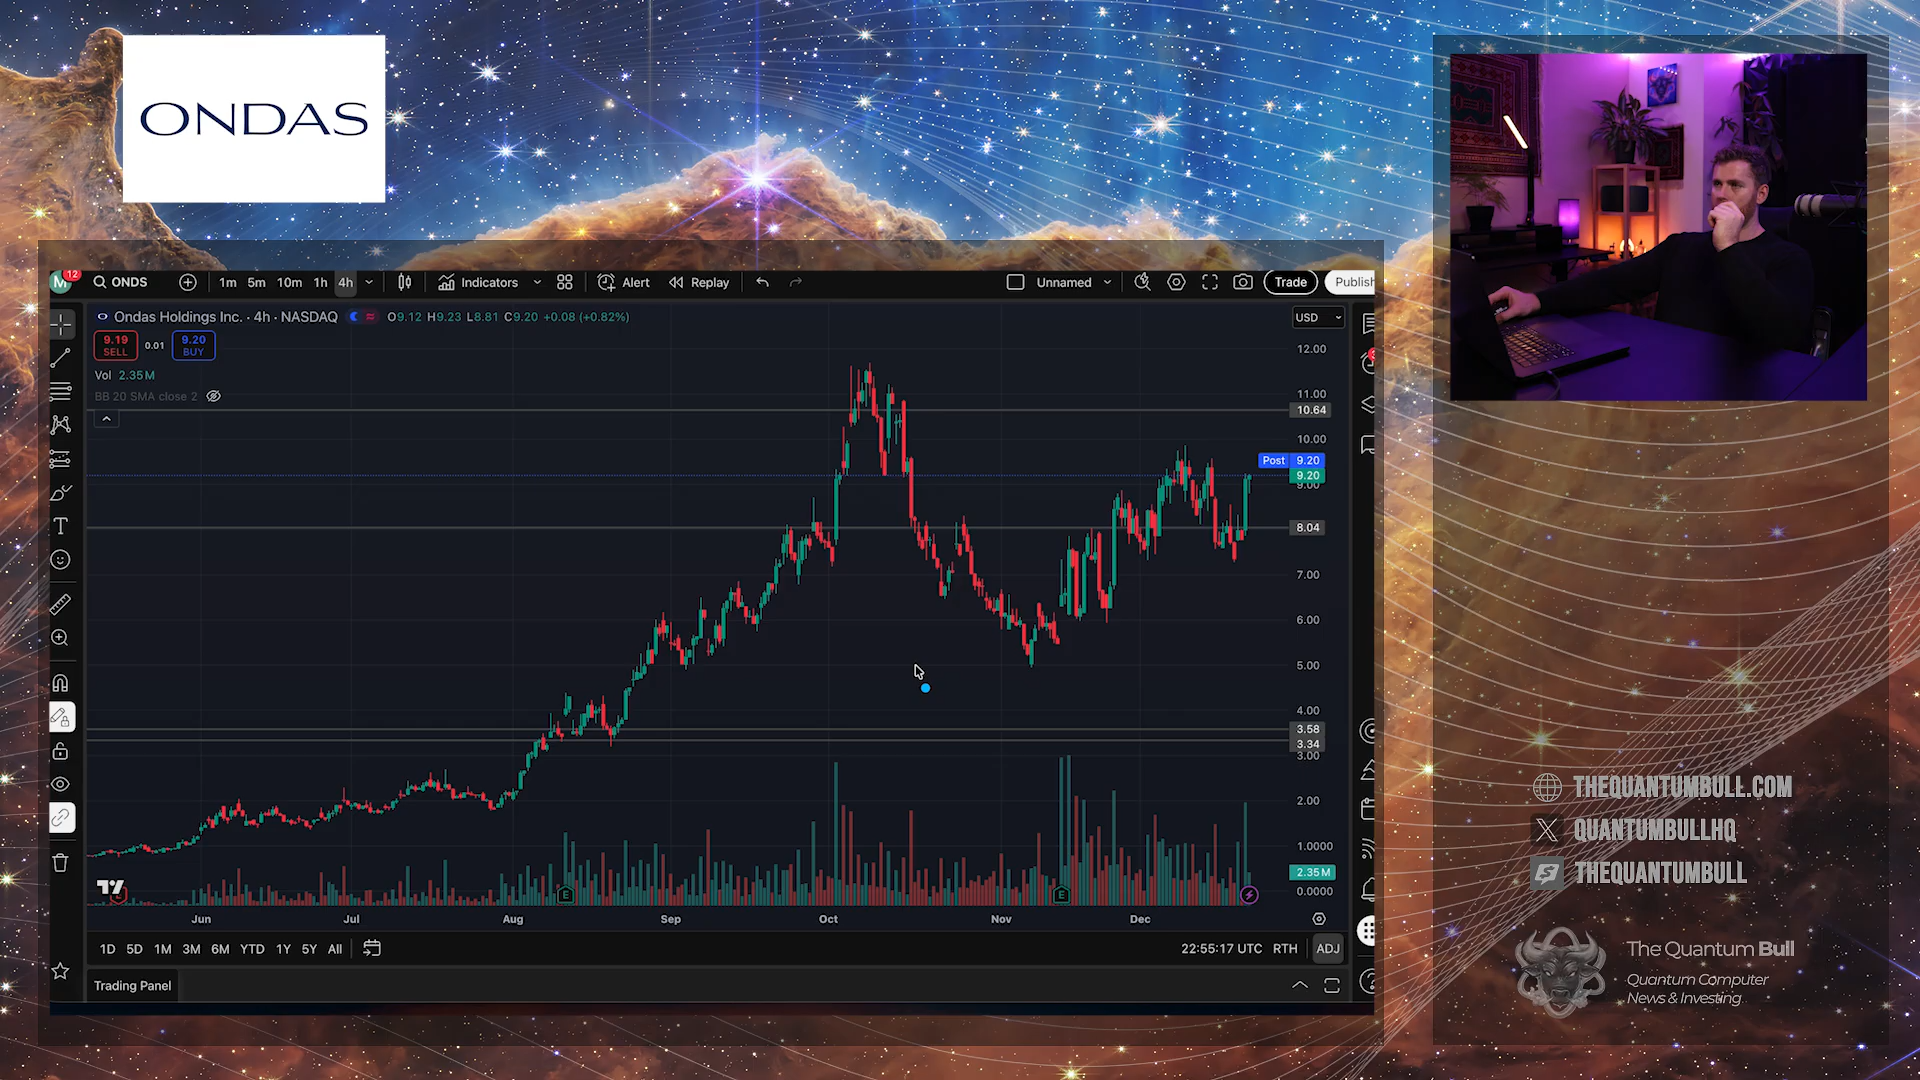 ONDAS
M
12
ONDS
1m 5m 10m 1h 4h
Indicators
Alert
Replay
Unnamed
Trade
Publish
Ondas Holdings Inc. · 4h · NASDAQ
O9.12 H9.23 L8.81 C9.20 +0.08 (+0.82%)
USD
9.19
SELL
0.01
9.20
BUY
Vol 2.35 M
BB 20 SMA close 2
12.00
11.00
10.64
10.00
Post 9.20
9.20
9.00
8.04
7.00
6.00
5.00
4.00
3.58
3.34
3.00
2.00
1.0000
2.35 M
0.0000
E
E
Jun Jul Aug Sep Oct Nov Dec
1D 5D 1M 3M 6M YTD 1Y 5Y All
22:55:17 UTC RTH ADJ
Trading Panel
THEQUANTUMBULL.COM
QUANTUMBULLHQ
THEQUANTUMBULL
The Quantum Bull
Quantum Computer
News & Investing